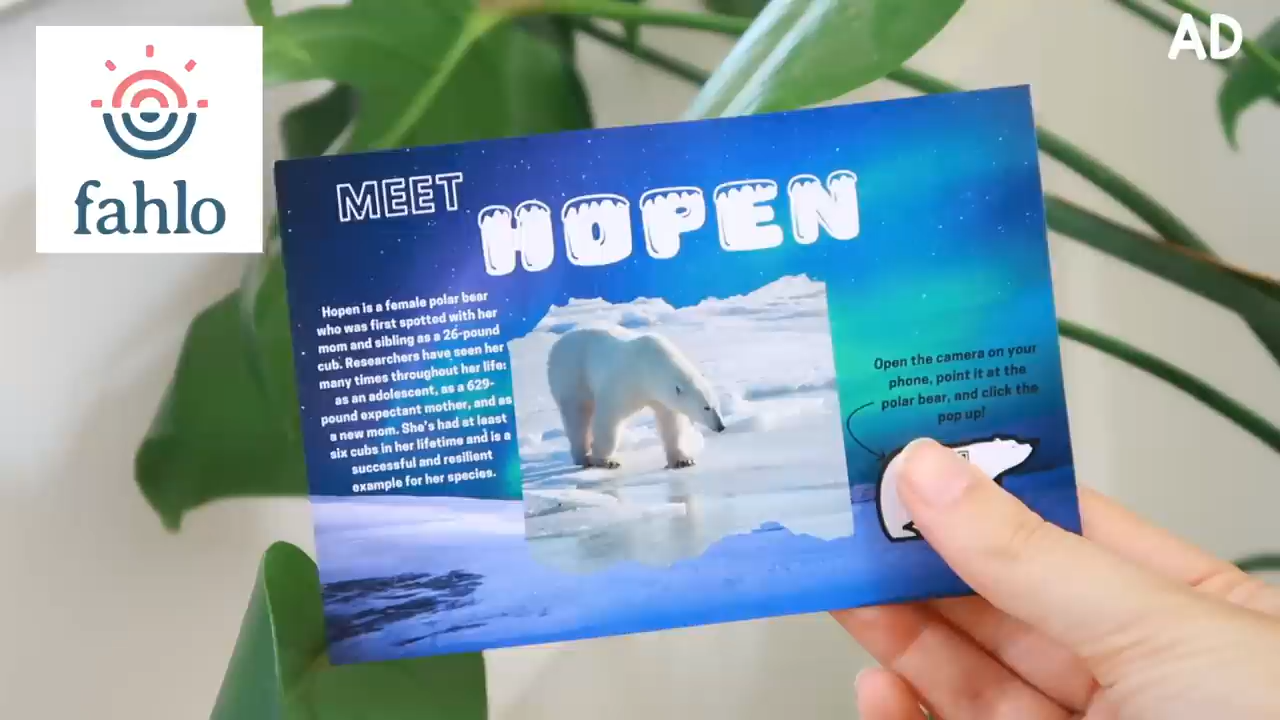 AD
fahlo
MEET
HOPEN
Hopen is a female polar bear
who was first spotted with her
mom and sibling as a 26-pound
cub. Researchers have seen her
many times throughout her life:
as an adolescent, as a 629-
pound expectant mother, and as
a new mom. She's had at least
six cubs in her lifetime and is a
successful and resilient
example for her species.
Open the camera on your
phone, point it at the
polar bear, and click the
pop up!